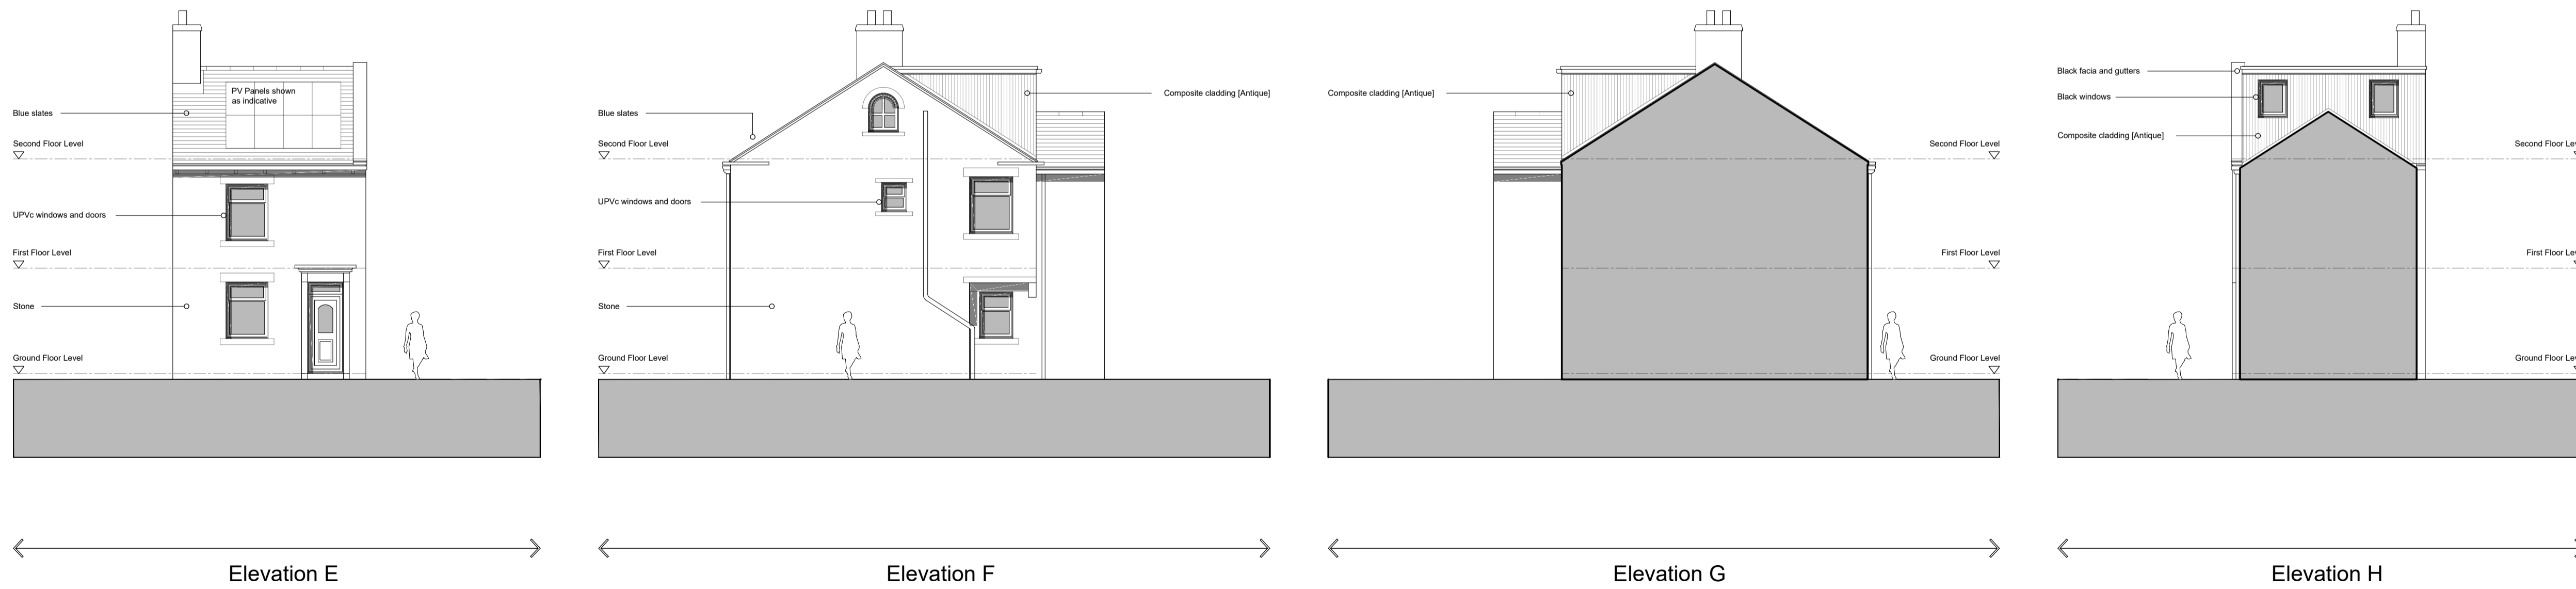 PV Panels shown
as indicative
Blue slates
Second Floor Level
UPVc windows and doors
First Floor Level
Stone
Ground Floor Level
Elevation E
Composite cladding [Antique]
Blue slates
Second Floor Level
UPVc windows and doors
First Floor Level
Stone
Ground Floor Level
Elevation F
Composite cladding [Antique]
Second Floor Level
First Floor Level
Ground Floor Level
Elevation G
Black facia and gutters
Black windows
Composite cladding [Antique]
Second Floor
First Floor
Ground Floor
Elevation H